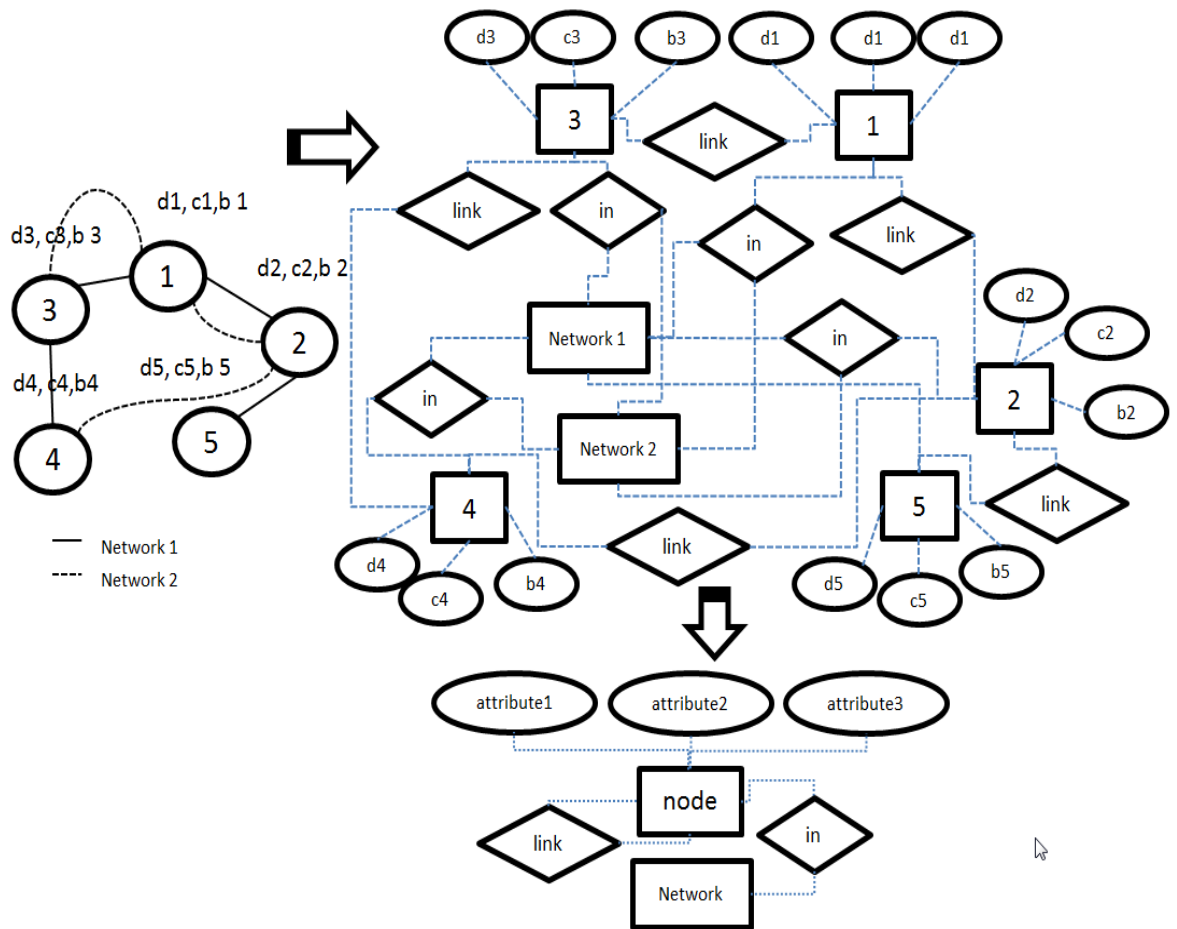 d3
c3
b3
d1
d1
d1
3
1
link
link
in
in
link
d1, c1,b 1
d3, c3,b 3
d2, c2,b 2
1
3
2
d4, c4,b4
d5, c5,b 5
4
5
Network 1
Network 2
Network 1
in
in
Network 2
d2
c2
2
b2
4
5
link
link
d4
c4
b4
d5
c5
b5
attribute1
attribute2
attribute3
node
link
in
Network